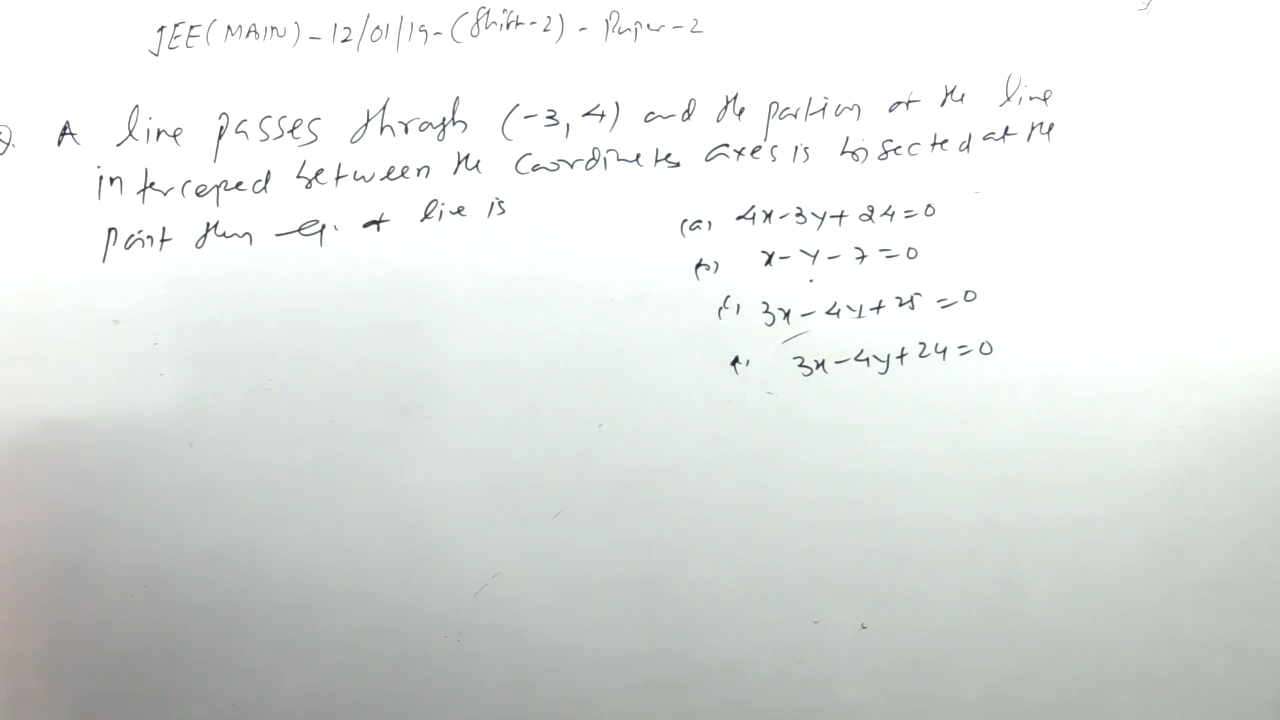 JEE(MAIN) - 12/01/19 - (Shift-2) - Paper-2
Q. A line passes through (-3, 4) and the portion of the line
interceped between the coordinates axes is bisected at the
point then eq. of line is
(a) 4x-3y+24=0
(b) x-y-7=0
(c) 3x-4y+25=0
3x-4y+24=0